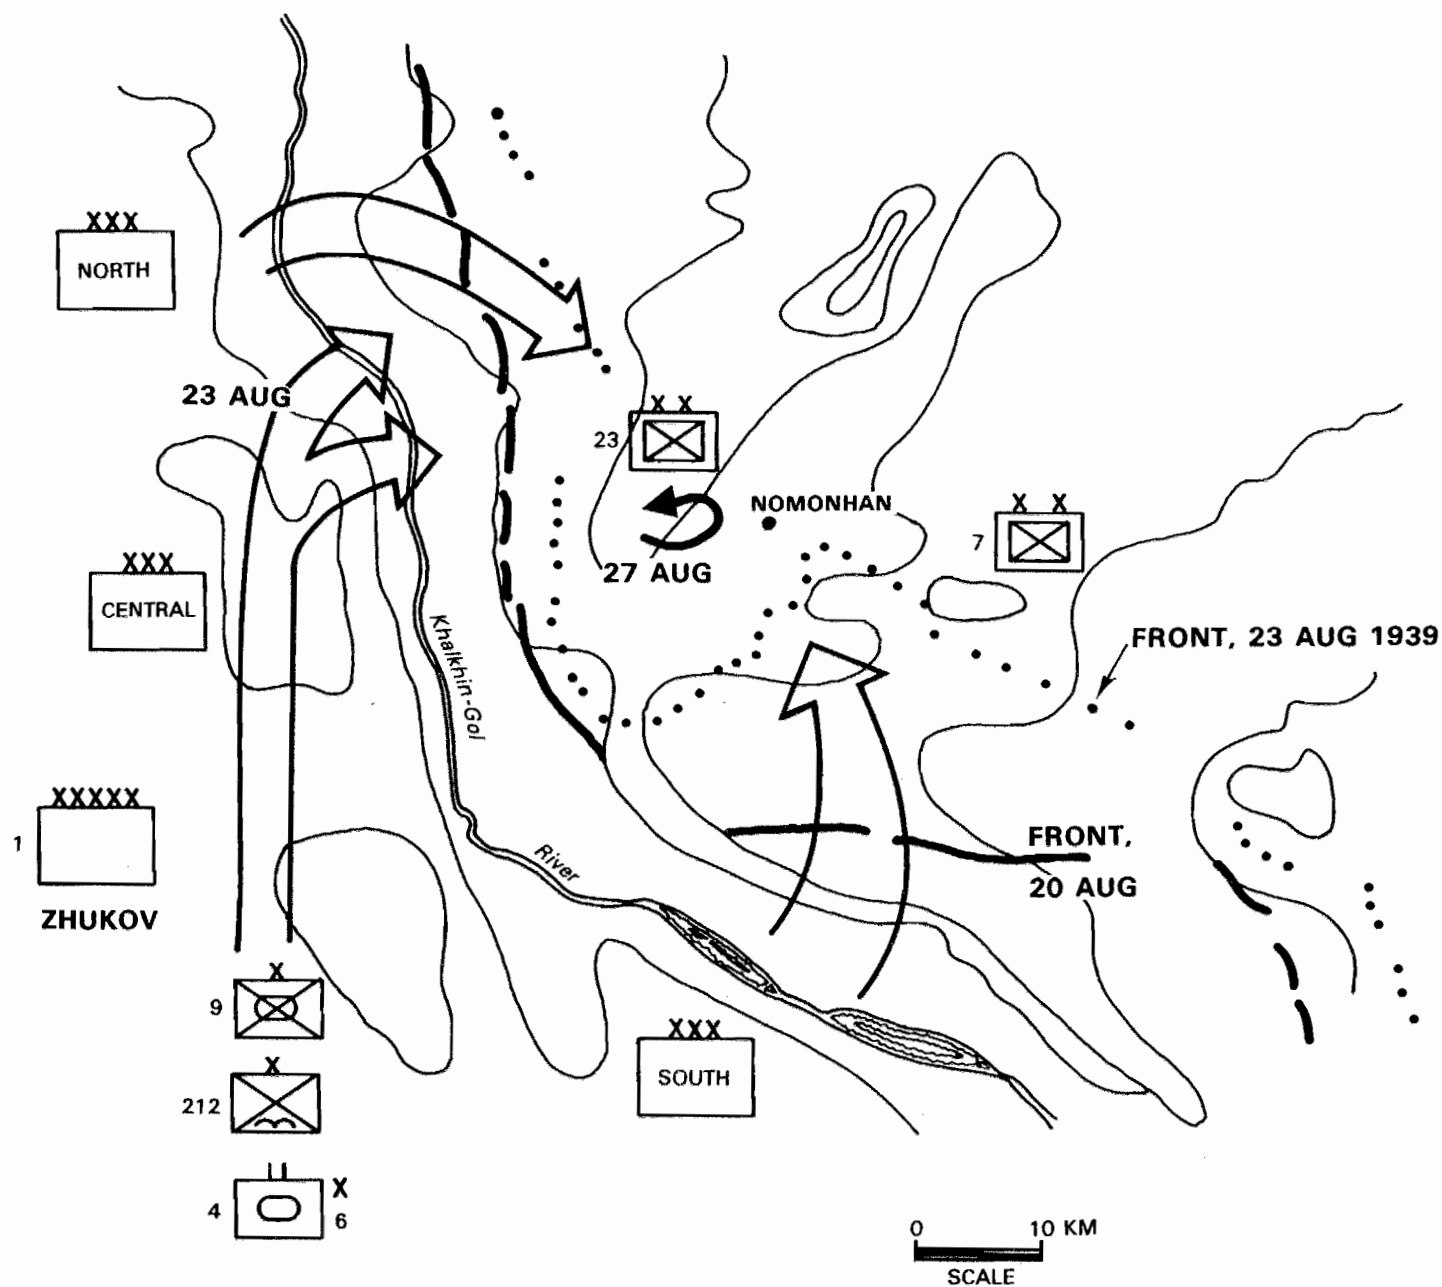 XXX
NORTH
23 AUG
XX
23
NOMONHAN
XX
7
27 AUG
XXX
CENTRAL
FRONT, 23 AUG 1939
Khalkhin-Gol
River
XXXXX
1
ZHUKOV
FRONT,
20 AUG
X
9
XXX
SOUTH
X
212
X
4
6
0 10 KM
SCALE